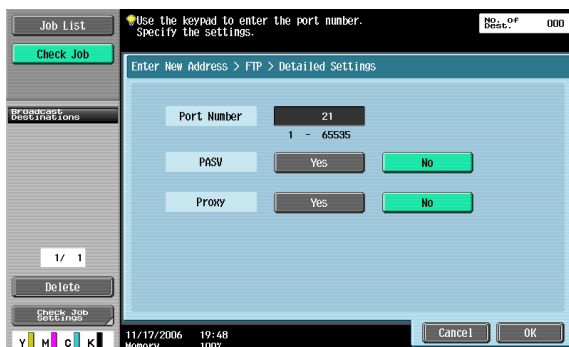 Job List
Check Job
Broadcast
Destinations
1/ 1
Delete
Check Job
Settings
Y M C K
Use the keypad to enter the port number.
Specify the settings.
No. of
Dest.
000
Enter New Address > FTP > Detailed Settings
Port Number 21
1 - 65535
PASV Yes No
Proxy Yes No
11/17/2006 19:48
Memory 100%
Cancel OK